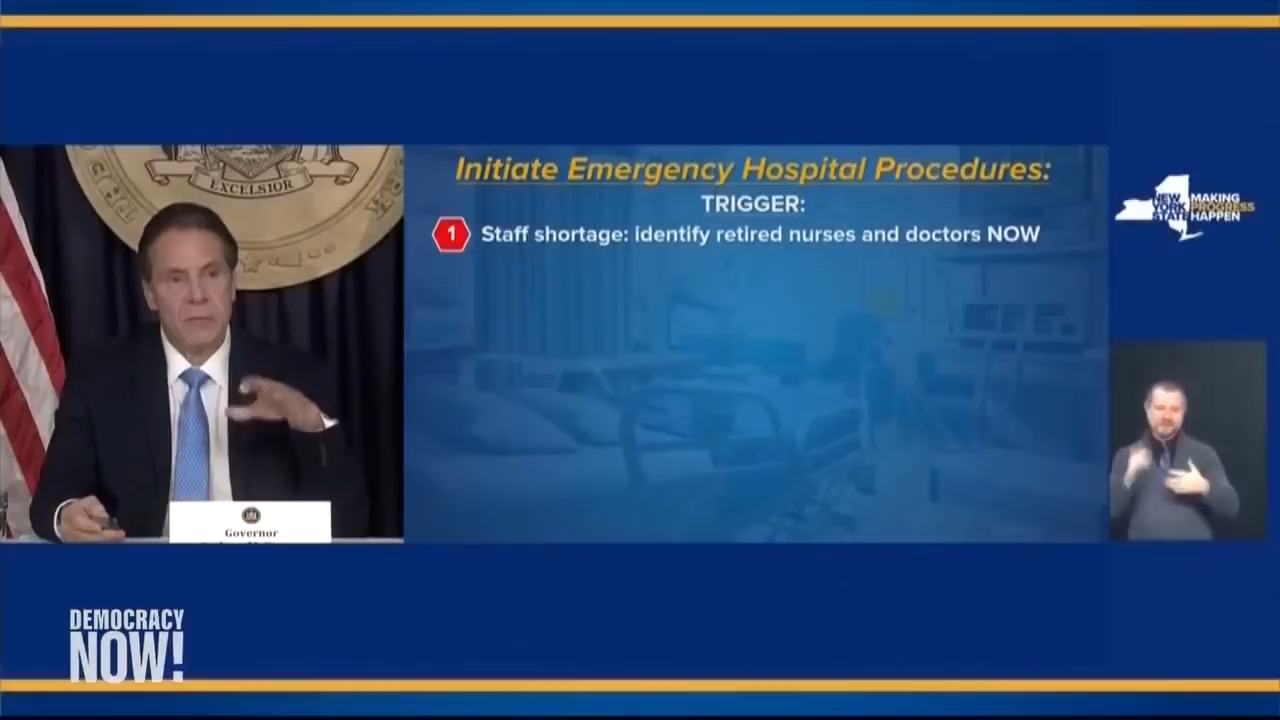 EXCELSIOR
Initiate Emergency Hospital Procedures:
TRIGGER:
1 Staff shortage: identify retired nurses and doctors NOW
NEW YORK STATE
MAKING PROGRESS HAPPEN
Governor
DEMOCRACY
NOW!